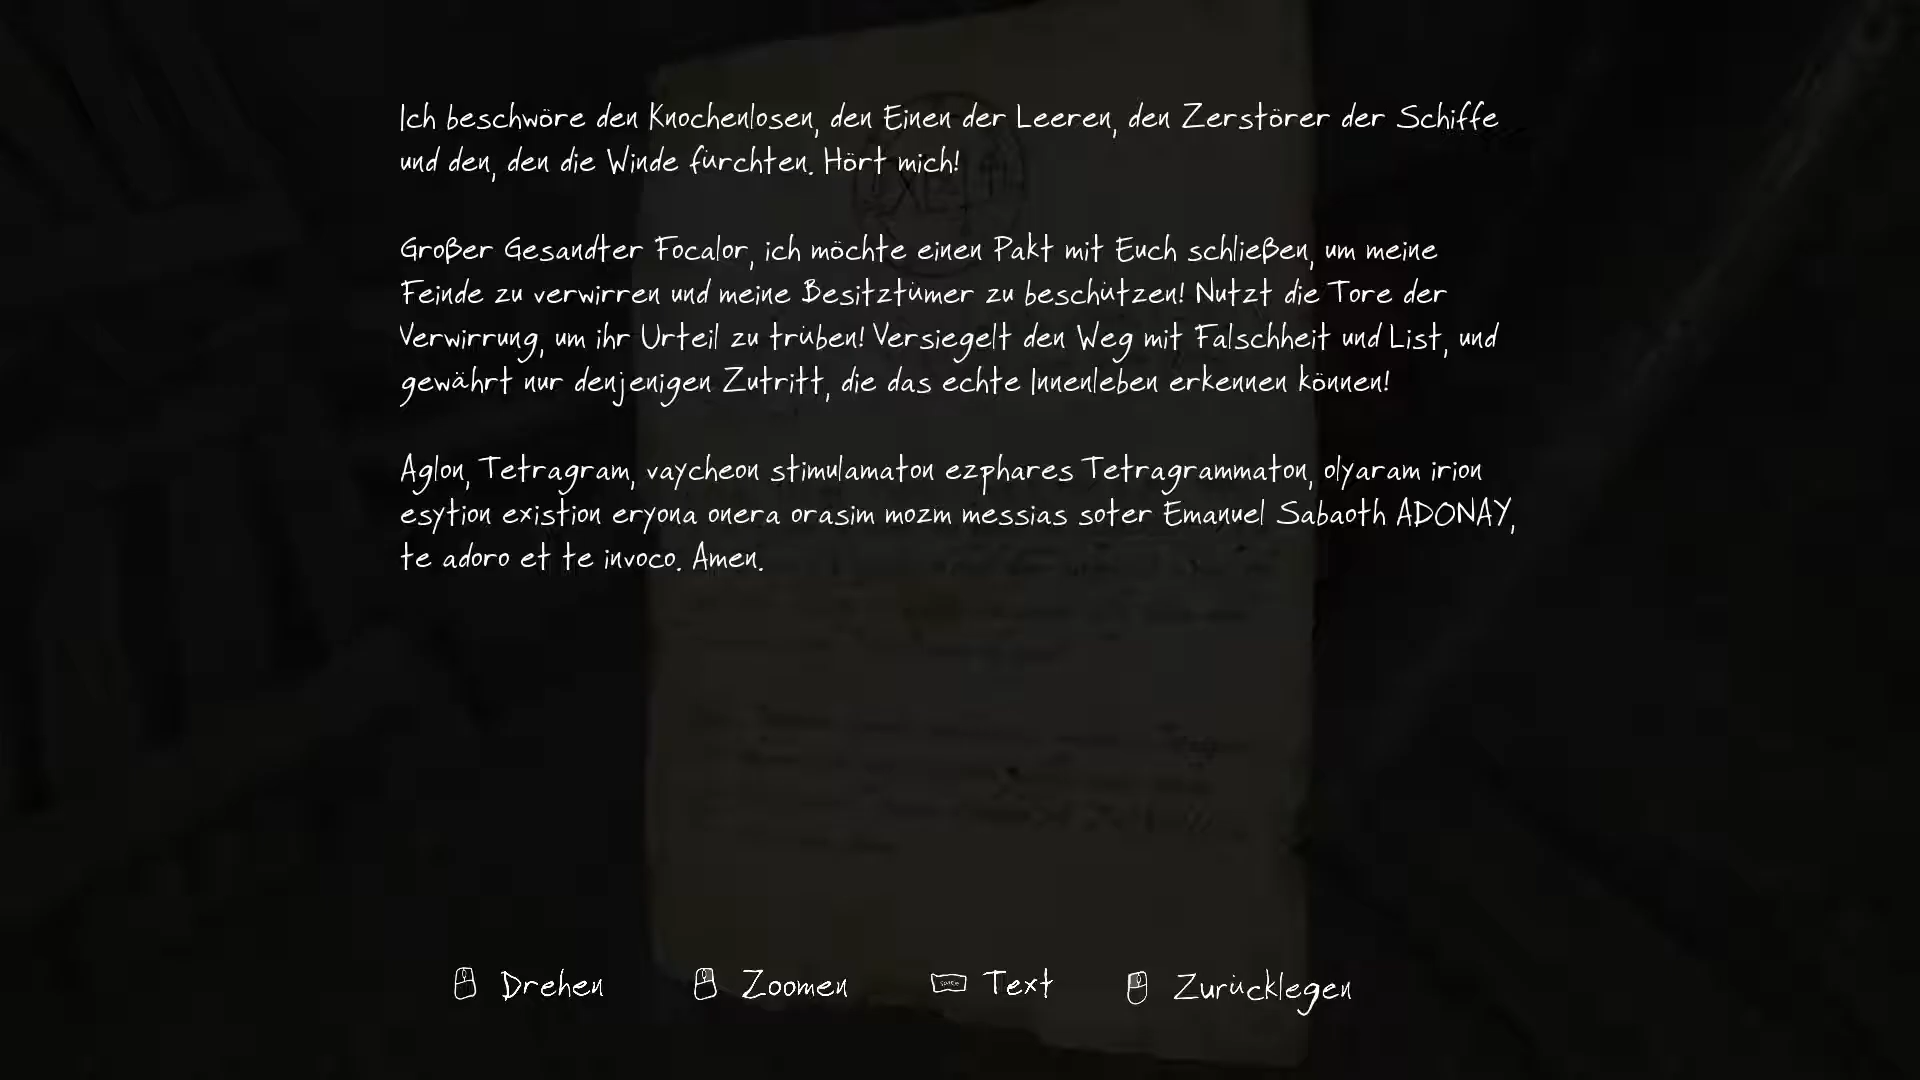 Ich beschwöre den Knochenlosen, den Einen der Leeren, den Zerstörer der Schiffe
und den, den die Winde fürchten. Hört mich!
Großer Gesandter Focalor, ich möchte einen Pakt mit Euch schließen, um meine
Feinde zu verwirren und meine Besitztümer zu beschützen! Nutzt die Tore der
Verwirrung, um ihr Urteil zu trüben! Versiegelt den Weg mit Falschheit und List, und
gewährt nur denjenigen Zutritt, die das echte Innenleben erkennen können!
Aglon, Tetragram, vaycheon stimulamaton ezphares Tetragrammaton, olyaram irion
esytion existion eryona onera orasim mozm messias soter Emanuel Sabaoth ADONAY,
te adoro et te invoco. Amen.
Drehen Zoomen Text Zurücklegen